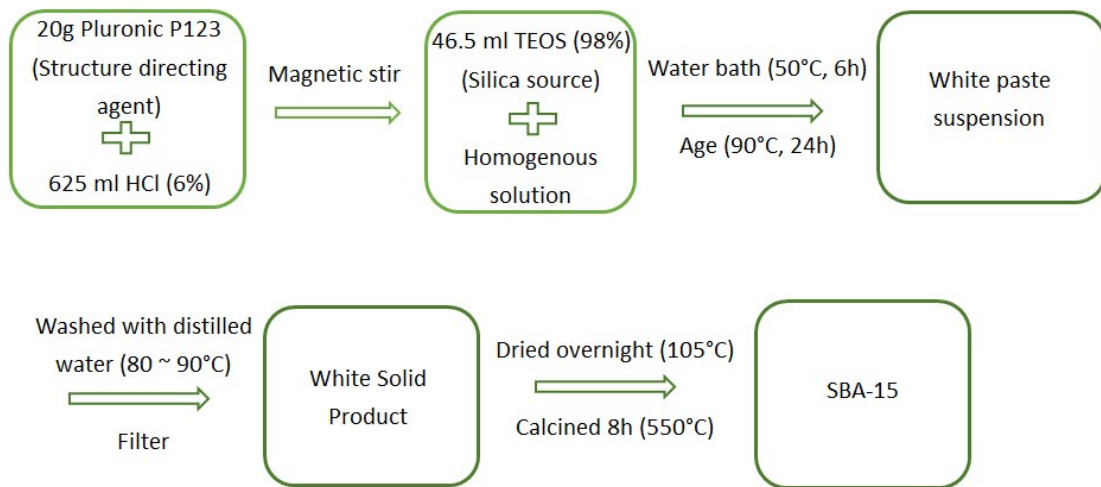 20g Pluronic P123
(Structure directing
agent)
625 ml HCl (6%)
Magnetic stir
46.5 ml TEOS (98%)
(Silica source)
Homogenous
solution
Water bath (50°C, 6h)
Age (90°C, 24h)
White paste
suspension
Washed with distilled
water (80 ~ 90°C)
Filter
White Solid
Product
Dried overnight (105°C)
Calcined 8h (550°C)
SBA-15